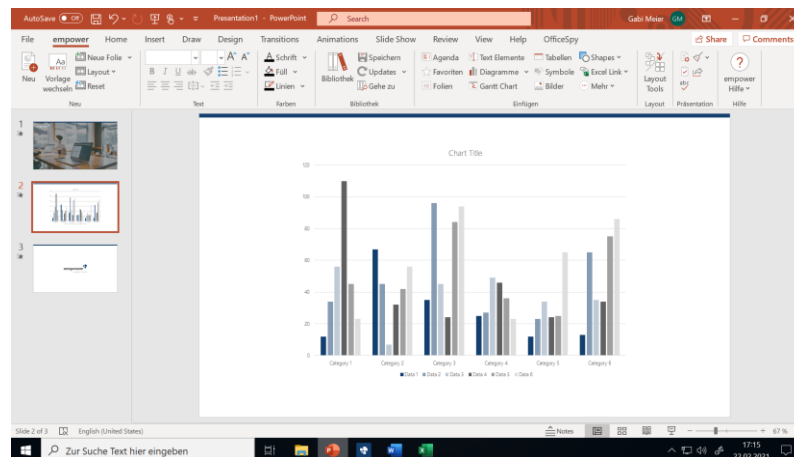 AutoSave Off Presentation1 - PowerPoint Search Gabi Meier GM
File empower Home Insert Draw Design Transitions Animations Slide Show Review View Help OfficeSpy Share Comments
Neu
Vorlage wechseln
Neue Folie
Layout
Reset
Neu
B I U ab
Text
Schrift
Füll
Linien
Farben
Bibliothek
Speichern
Updates
Gehe zu
Bibliothek
Agenda
Favoriten
Folien
Text Elemente
Diagramme
Gantt Chart
Tabellen
Symbole
Bilder
Shapes
Excel Link
Mehr
Einfügen
Layout Tools
Layout
Präsentation
empower Hilfe
Hilfe
1
2
3
empower
Chart Title
120
100
80
60
40
20
0
Category 1 Category 2 Category 3 Category 4 Category 5 Category 6
Data 1 Data 2 Data 3 Data 4 Data 5 Data 6
Slide 2 of 3 English (United States) Notes 67 %
Zur Suche Text hier eingeben 17:15